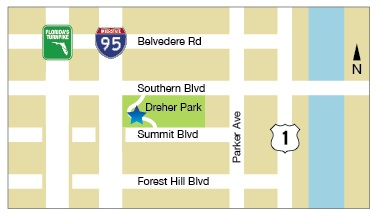 FLORIDA'S
TURNPIKE
INTERSTATE
95
Belvedere Rd
N
Southern Blvd
Dreher Park
Summit Blvd
Parker Ave
1
Forest Hill Blvd